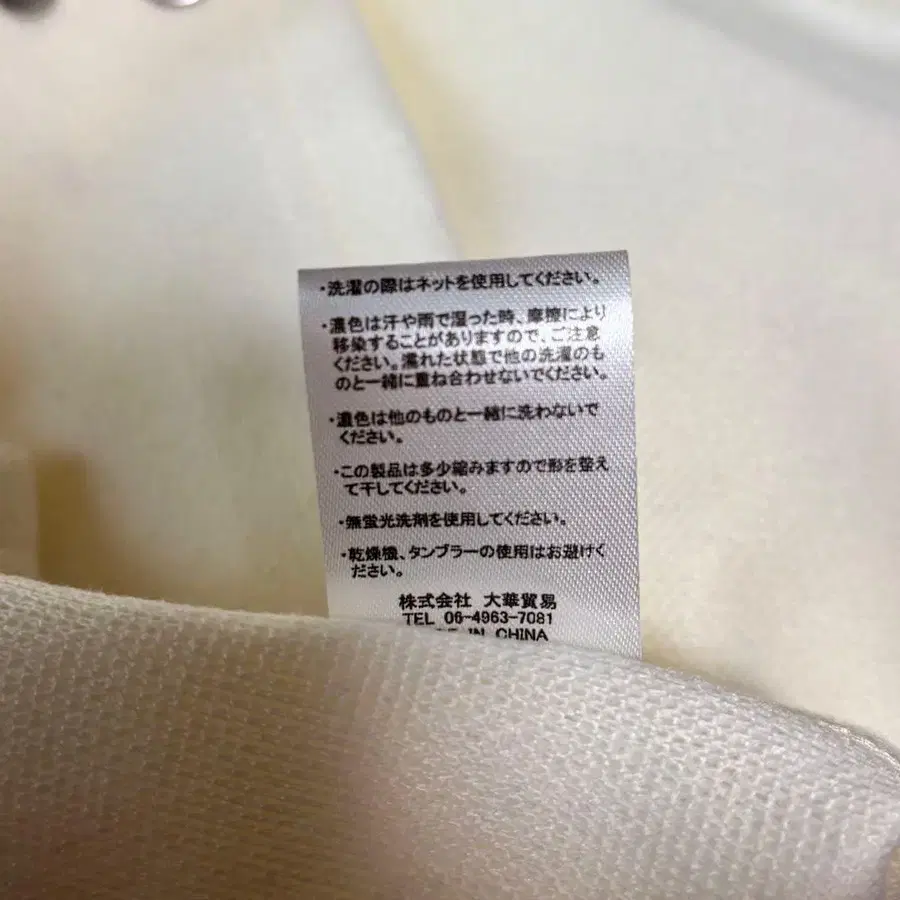 ・洗濯の際はネットを使用してください。
・濃色は汗や雨で湿った時、摩擦により
移染することがありますので、ご注意
ください。濡れた状態で他の洗濯のも
のと一緒に重ね合わせないでください。
・濃色は他のものと一緒に洗わないで
ください。
・この製品は多少縮みますので形を整え
て干してください。
・無蛍光洗剤を使用してください。
・乾燥機、タンブラーの使用はお避けく
ださい。
株式会社 大華貿易
TEL 06-4963-7081
IN CHINA